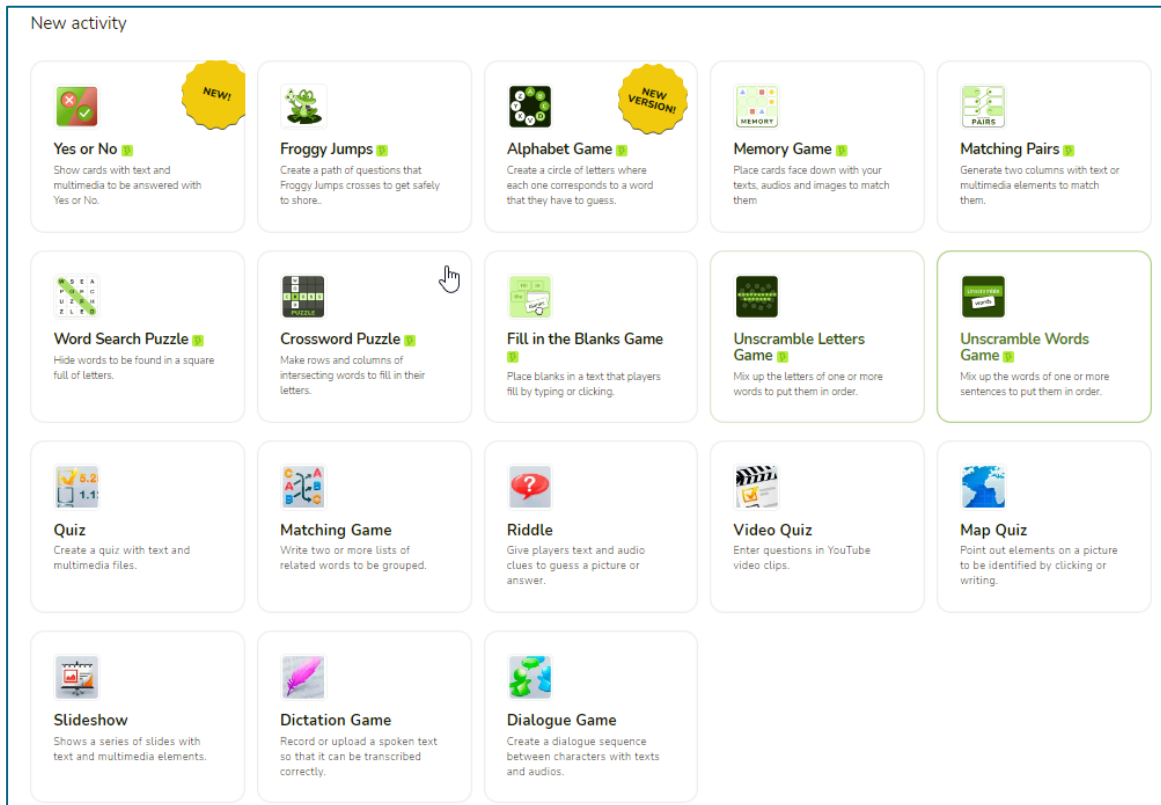 New activity
NEW!
Yes or No
Show cards with text and
multimedia to be answered with
Yes or No.
Froggy Jumps
Create a path of questions that
Froggy Jumps crosses to get safely
to shore..
NEW
VERSION!
Alphabet Game
Create a circle of letters where
each one corresponds to a word
that they have to guess.
MEMORY
Memory Game
Place cards face down with your
texts, audios and images to match
them
PAIRS
Matching Pairs
Generate two columns with text or
multimedia elements to match
them.
Word Search Puzzle
Hide words to be found in a square
full of letters.
PUZZLE
Crossword Puzzle
Make rows and columns of
intersecting words to fill in their
letters.
Fill in the Blanks Game
Place blanks in a text that players
fill by typing or clicking.
Unscramble Letters
Game
Mix up the letters of one or more
words to put them in order.
Unscramble
words
Unscramble Words
Game
Mix up the words of one or more
sentences to put them in order.
5.2
1.1
Quiz
Create a quiz with text and
multimedia files.
C A
A B
B C
Matching Game
Write two or more lists of
related words to be grouped.
?
Riddle
Give players text and audio
clues to guess a picture or
answer.
Video Quiz
Enter questions in YouTube
video clips.
Map Quiz
Point out elements on a picture
to be identified by clicking or
writing.
Slideshow
Shows a series of slides with
text and multimedia elements.
Dictation Game
Record or upload a spoken text
so that it can be transcribed
correctly.
Dialogue Game
Create a dialogue sequence
between characters with texts
and audios.